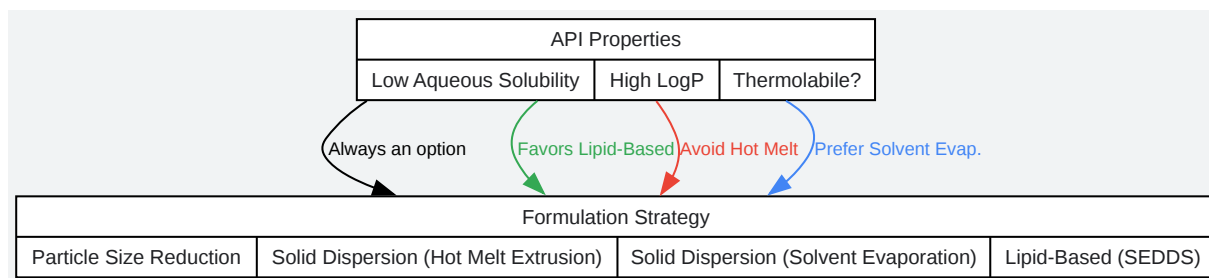 API Properties
Low Aqueous Solubility High LogP Thermolabile?
Always an option Favors Lipid-Based Avoid Hot Melt Prefer Solvent Evap.
Formulation Strategy
Particle Size Reduction Solid Dispersion (Hot Melt Extrusion) Solid Dispersion (Solvent Evaporation) Lipid-Based (SEDDS)